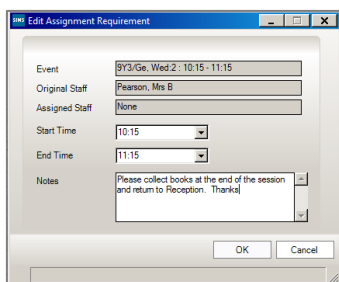 SIMS Edit Assignment Requirement
Event 9Y3/Ge, Wed:2 : 10:15 - 11:15
Original Staff Pearson, Mrs B
Assigned Staff None
Start Time 10:15
End Time 11:15
Notes Please collect books at the end of the session
and return to Reception. Thanks
OK Cancel